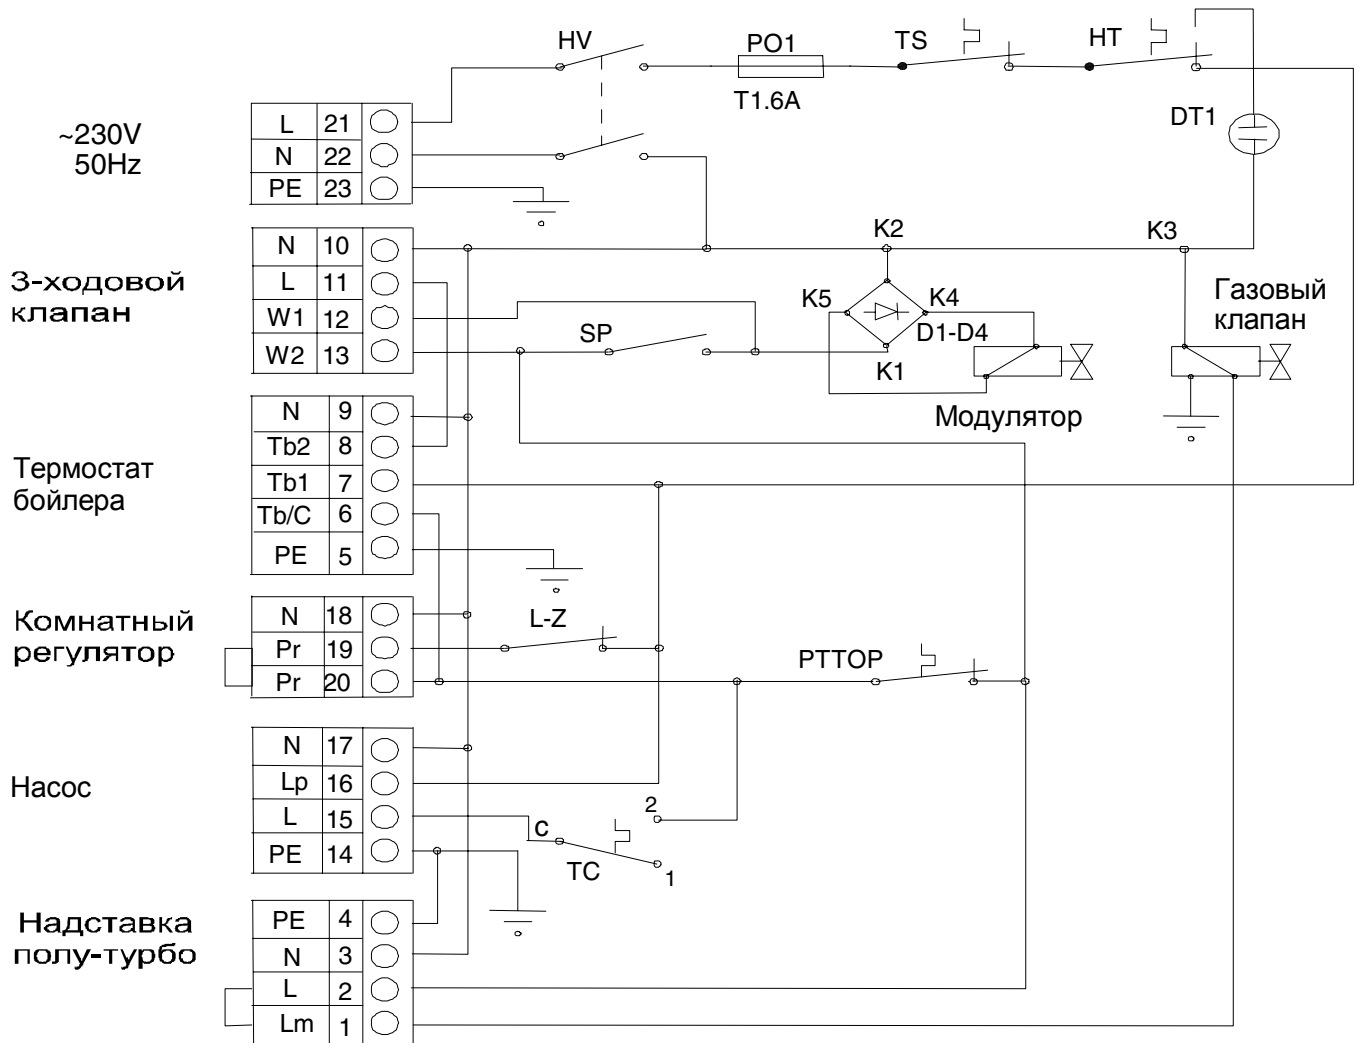 HV
PO1
T1.6A
TS
HT
DT1
~230V
50Hz
L 21
N 22
PE 23
3-ходовой
клапан
N 10
L 11
W1 12
W2 13
SP
K2
K3
K5
K4
D1-D4
K1
Модулятор
Газовый
клапан
Термостат
бойлера
N 9
Tb2 8
Tb1 7
Tb/C 6
PE 5
Комнатный
регулятор
N 18
Pr 19
Pr 20
L-Z
PTTOP
Насос
N 17
Lp 16
L 15
PE 14
c
TC
2
1
Надставка
полу-турбо
PE 4
N 3
L 2
Lm 1